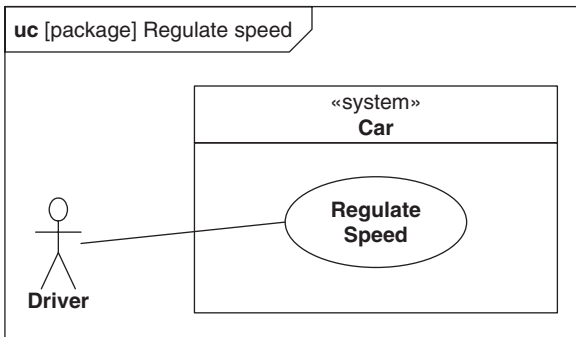 uc [package] Regulate speed
«system»
Car
Regulate
Speed
Driver